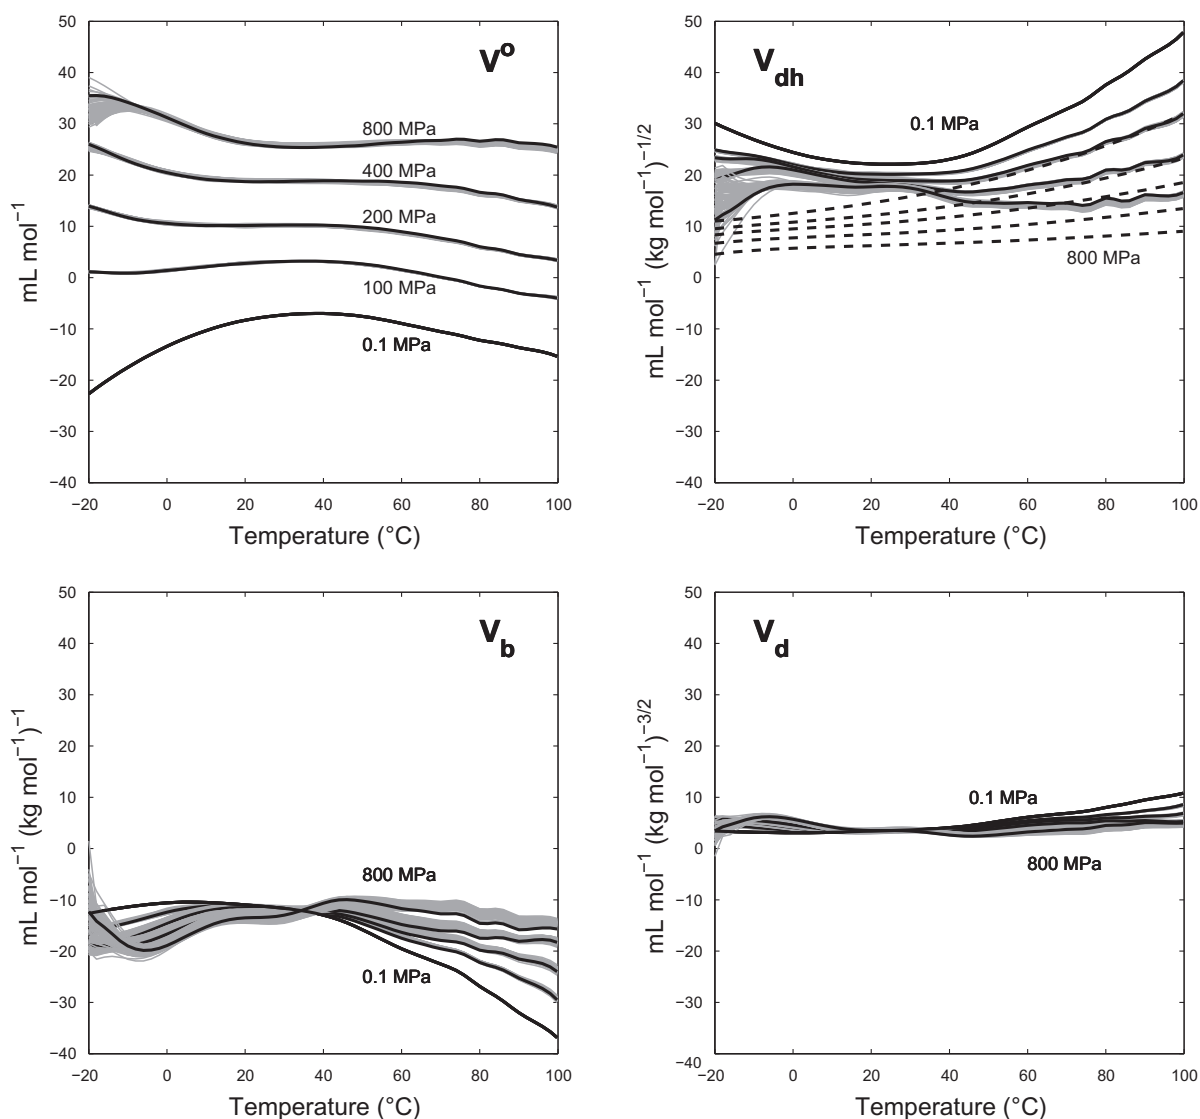 V°
mL mol⁻¹
50
40
30
20
10
0
−10
−20
−30
−40
800 MPa
400 MPa
200 MPa
100 MPa
0.1 MPa
−20 0 20 40 60 80 100
Temperature (°C)
V_dh
mL mol⁻¹ (kg mol⁻¹)⁻¹/²
50
40
30
20
10
0
−10
−20
−30
−40
0.1 MPa
800 MPa
−20 0 20 40 60 80 100
Temperature (°C)
V_b
mL mol⁻¹ (kg mol⁻¹)⁻¹
50
40
30
20
10
0
−10
−20
−30
−40
800 MPa
0.1 MPa
−20 0 20 40 60 80 100
Temperature (°C)
V_d
mL mol⁻¹ (kg mol⁻¹)⁻³/²
50
40
30
20
10
0
−10
−20
−30
−40
0.1 MPa
800 MPa
−20 0 20 40 60 80 100
Temperature (°C)